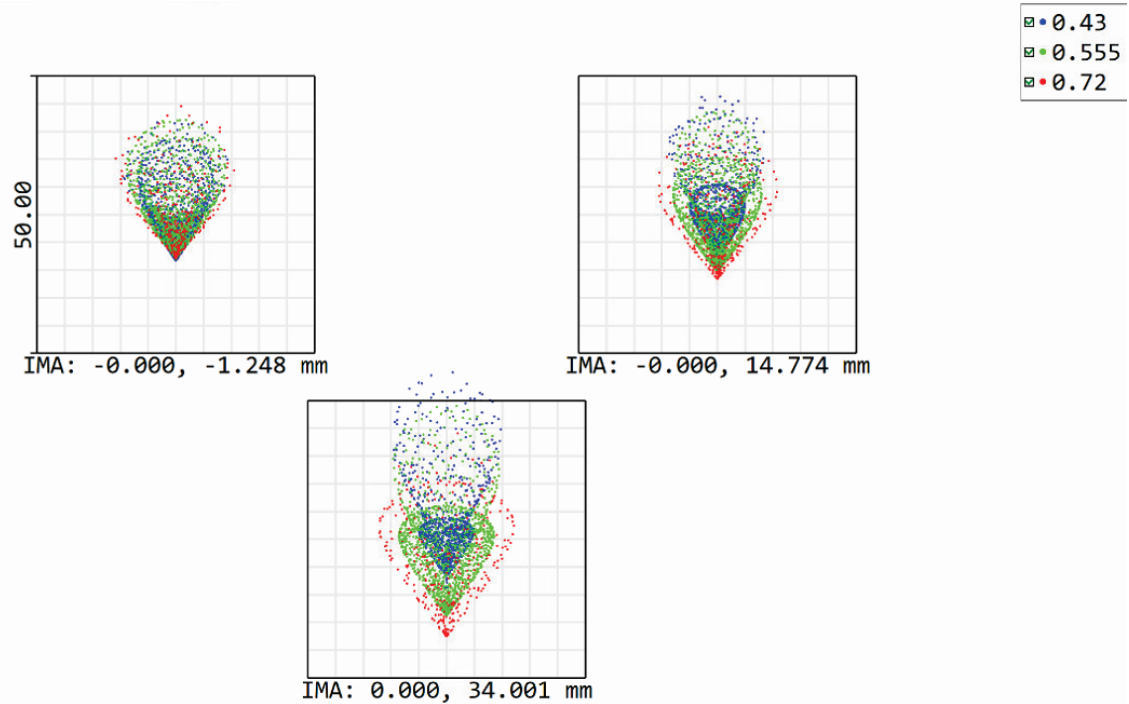 0.43
0.555
0.72
50.00
IMA: -0.000, -1.248 mm
IMA: -0.000, 14.774 mm
IMA: 0.000, 34.001 mm